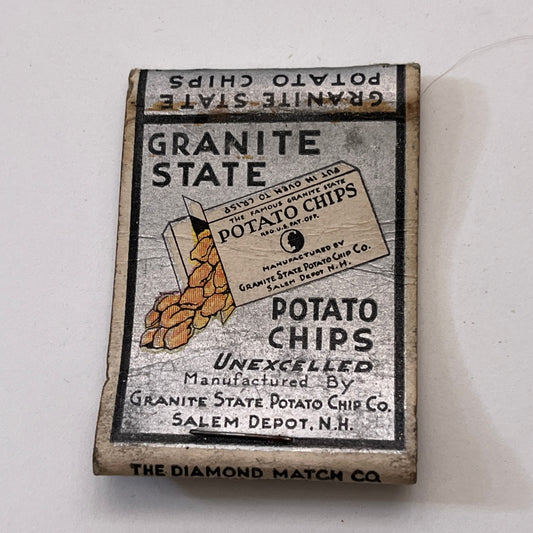 GRANITE STATE
POTATO CHIPS
GRANITE
STATE
PUT IN OVEN TO CRISP
THE FAMOUS GRANITE STATE
POTATO CHIPS
REG. U.S. PAT. OFF.
MANUFACTURED BY
GRANITE STATE POTATO CHIP CO.
SALEM DEPOT N.H.
POTATO
CHIPS
UNEXCELLED
Manufactured By
GRANITE STATE POTATO CHIP CO.
SALEM DEPOT, N.H.
THE DIAMOND MATCH CO.